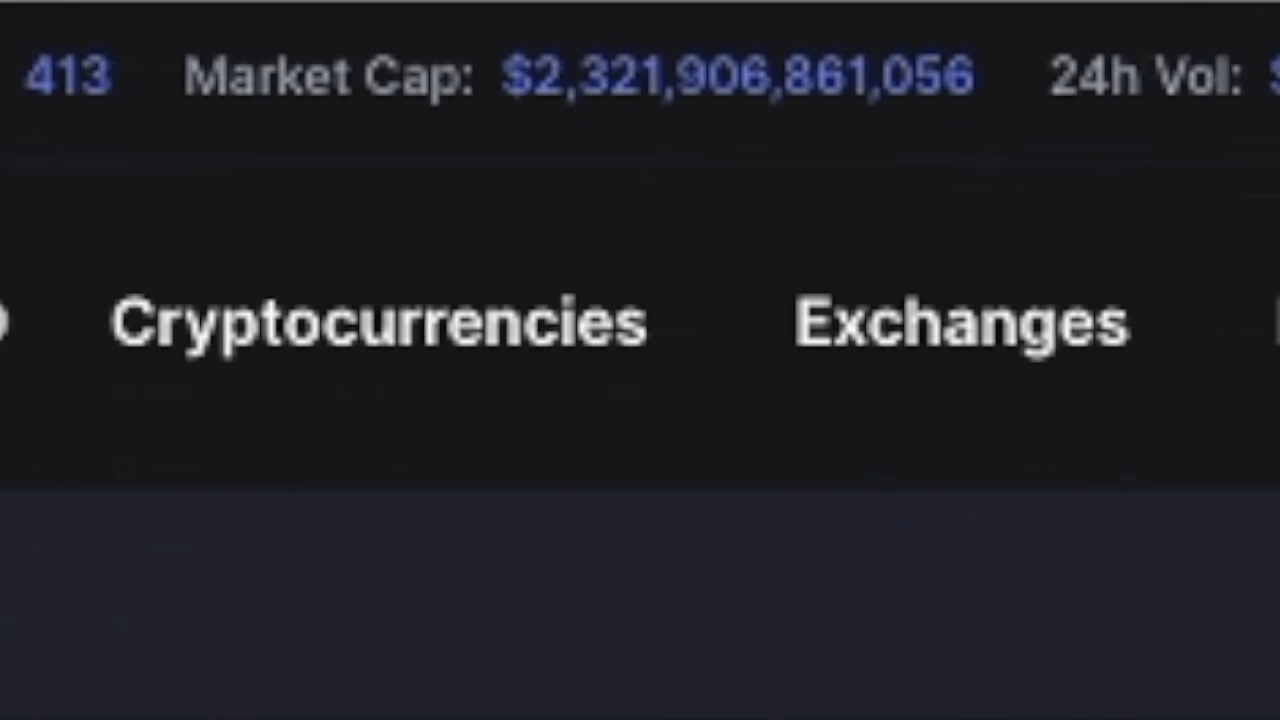 413 Market Cap: $2,321,906,861,056 24h Vol:
Cryptocurrencies Exchanges